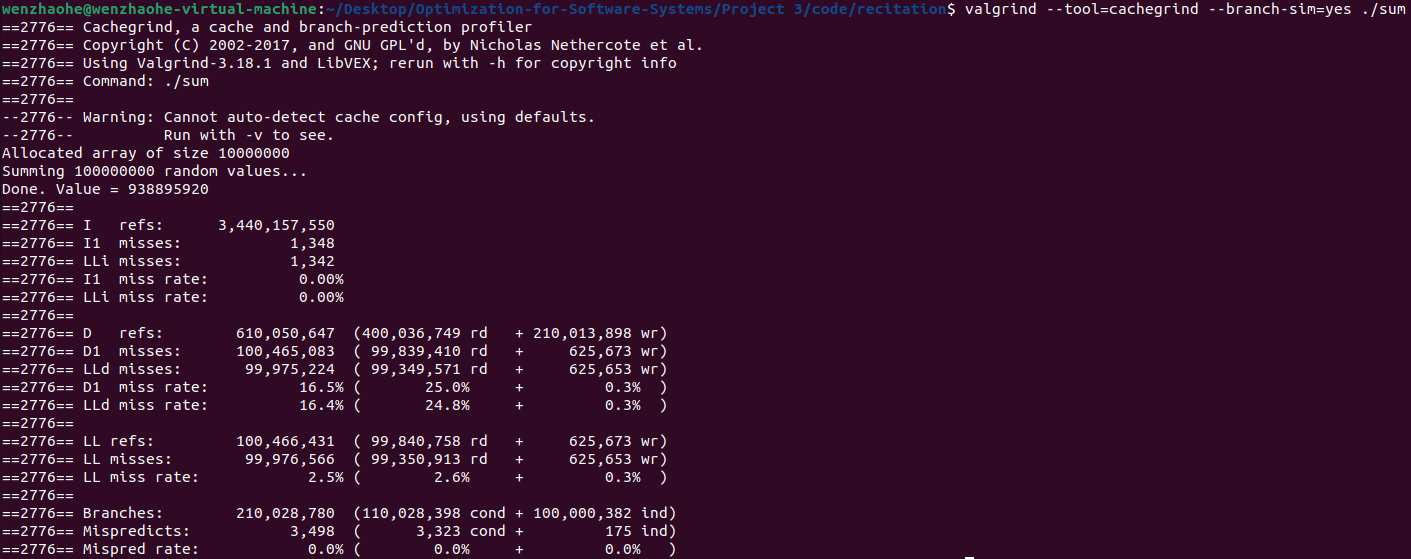 wenzhaohe@wenzhaohe-virtual-machine:~/Desktop/Optimization-for-Software-Systems/Project 3/code/recitation$ valgrind --tool=cachegrind --branch-sim=yes ./sum
==2776== Cachegrind, a cache and branch-prediction profiler
==2776== Copyright (C) 2002-2017, and GNU GPL'd, by Nicholas Nethercote et al.
==2776== Using Valgrind-3.18.1 and LibVEX; rerun with -h for copyright info
==2776== Command: ./sum
==2776==
--2776-- Warning: Cannot auto-detect cache config, using defaults.
--2776--          Run with -v to see.
Allocated array of size 10000000
Summing 100000000 random values...
Done. Value = 938895920
==2776==
==2776== I   refs:      3,440,157,550
==2776== I1  misses:            1,348
==2776== LLi misses:            1,342
==2776== I1  miss rate:          0.00%
==2776== LLi miss rate:          0.00%
==2776==
==2776== D   refs:        610,050,647  (400,036,749 rd   + 210,013,898 wr)
==2776== D1  misses:      100,465,083  ( 99,839,410 rd   +     625,673 wr)
==2776== LLd misses:       99,975,224  ( 99,349,571 rd   +     625,653 wr)
==2776== D1  miss rate:          16.5% (       25.0%     +         0.3%  )
==2776== LLd miss rate:          16.4% (       24.8%     +         0.3%  )
==2776==
==2776== LL refs:         100,466,431  ( 99,840,758 rd   +     625,673 wr)
==2776== LL misses:        99,976,566  ( 99,350,913 rd   +     625,653 wr)
==2776== LL miss rate:            2.5% (        2.6%     +         0.3%  )
==2776==
==2776== Branches:        210,028,780  (110,028,398 cond + 100,000,382 ind)
==2776== Mispredicts:           3,498  (      3,323 cond +         175 ind)
==2776== Mispred rate:            0.0% (        0.0%     +         0.0%   )